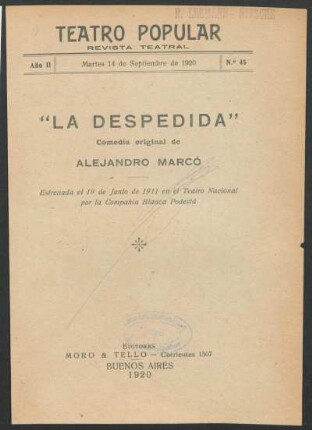 TEATRO POPULAR
REVISTA TEATRAL
Año II Martes 14 de Septiembre de 1920 N.º 45
"LA DESPEDIDA"
Comedia original de
ALEJANDRO MARCÓ
Estrenada el 19 de Junio de 1911 en el Teatro Nacional
por la Compañía Blanca Podestá
Editores:
MORO & TELLO — Corrientes 1307
BUENOS AIRES
1920